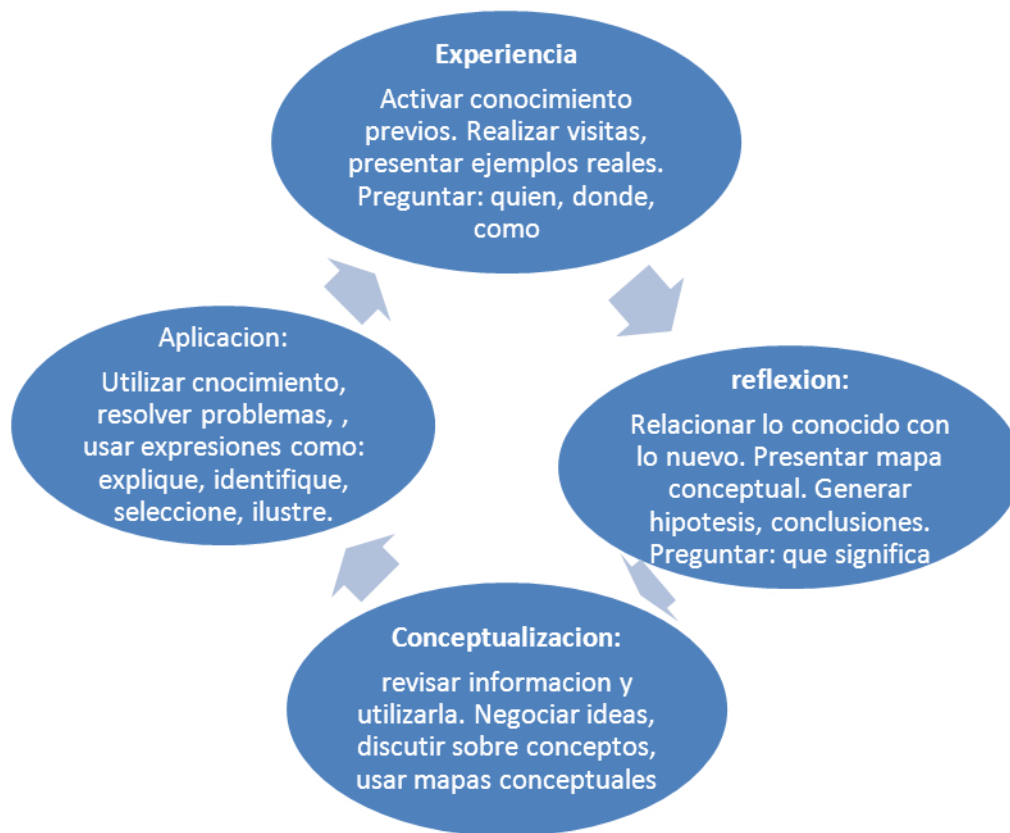 Experiencia
Activar conocimiento
previos. Realizar visitas,
presentar ejemplos reales.
Preguntar: quien, donde,
como
reflexion:
Relacionar lo conocido con
lo nuevo. Presentar mapa
conceptual. Generar
hipotesis, conclusiones.
Preguntar: que significa
Conceptualizacion:
revisar informacion y
utilizarla. Negociar ideas,
discutir sobre conceptos,
usar mapas conceptuales
Aplicacion:
Utilizar cnocimiento,
resolver problemas, ,
usar expresiones como:
explique, identifique,
seleccione, ilustre.